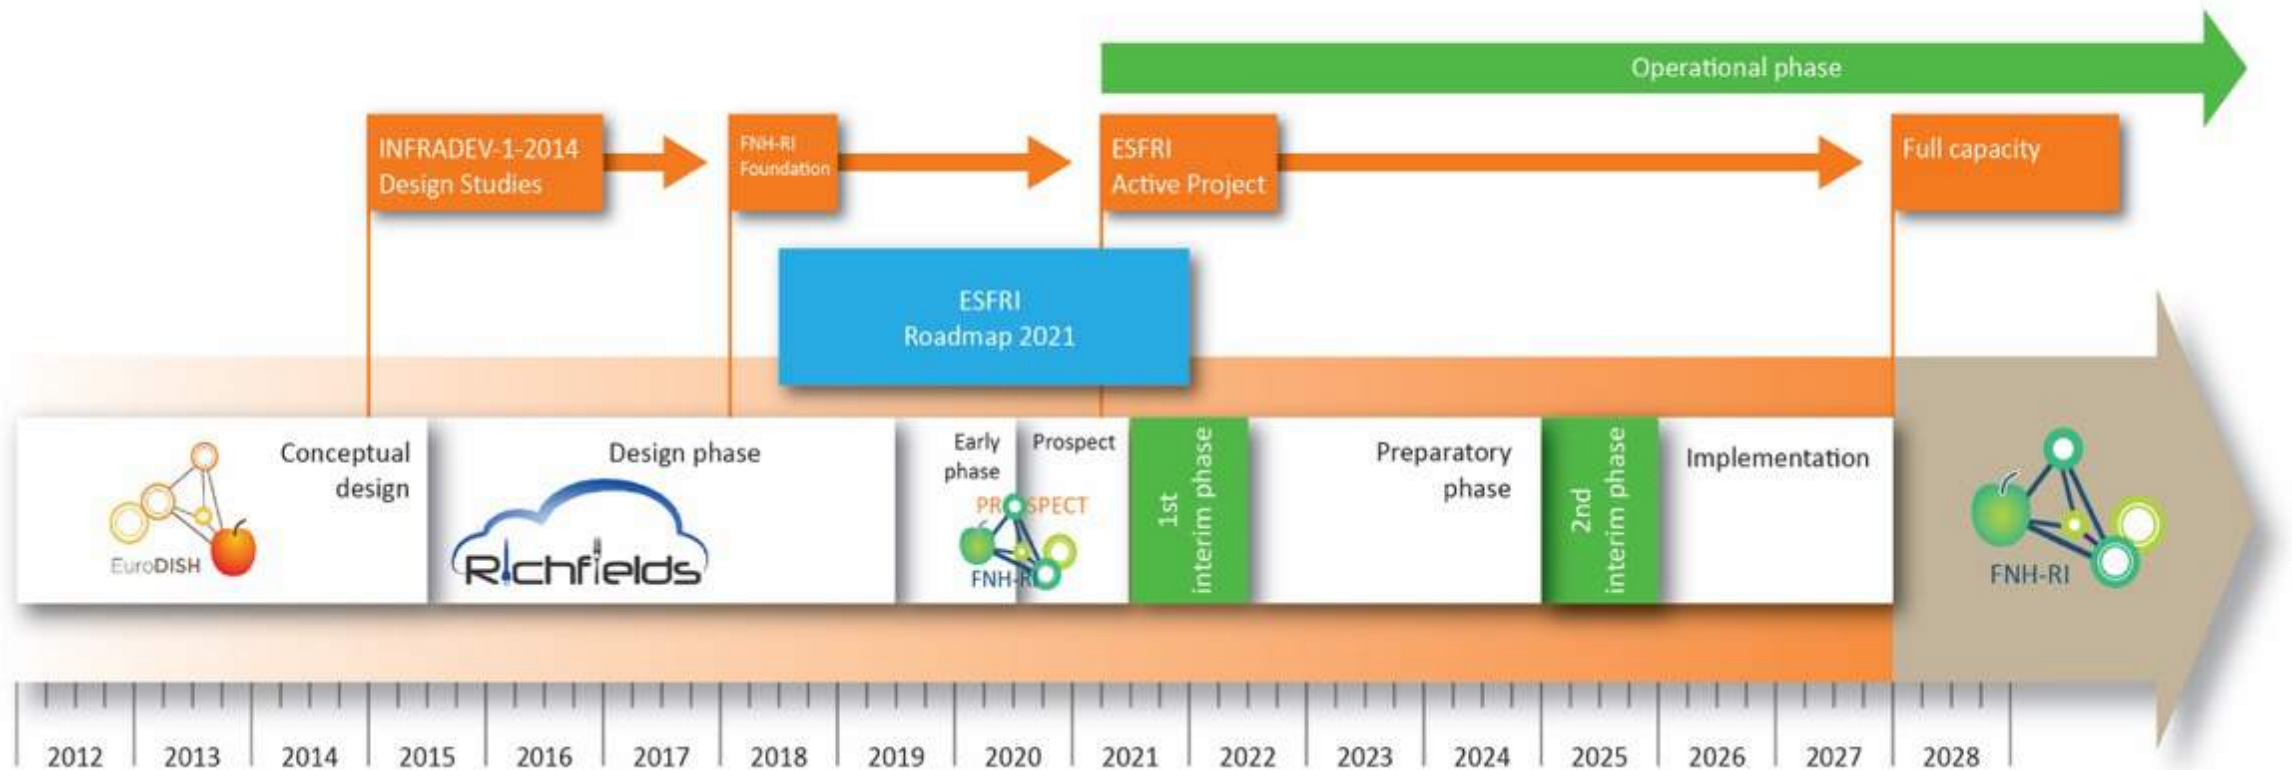 Operational phase
INFRADEV-1-2014
Design Studies
FNH-RI
Foundation
ESFRI
Active Project
Full capacity
ESFRI
Roadmap 2021
Conceptual
design
EuroDISH
Design phase
Richfields
Early
phase
Prospect
PROSPECT
FNH-RI
1st
interim phase
Preparatory
phase
2nd
interim phase
Implementation
FNH-RI
2012
2013
2014
2015
2016
2017
2018
2019
2020
2021
2022
2023
2024
2025
2026
2027
2028